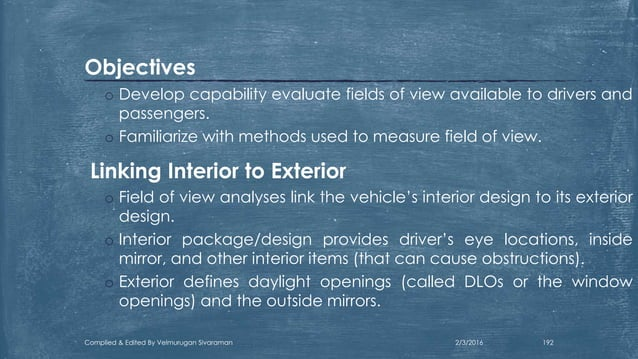 Objectives
o Develop capability evaluate fields of view available to drivers and
passengers.
o Familiarize with methods used to measure field of view.
Linking Interior to Exterior
o Field of view analyses link the vehicle's interior design to its exterior
design.
o Interior package/design provides driver's eye locations, inside
mirror, and other interior items (that can cause obstructions).
o Exterior defines daylight openings (called DLOs or the window
openings) and the outside mirrors.
Complied & Edited By Velmurugan Sivaraman 2/3/2016 192